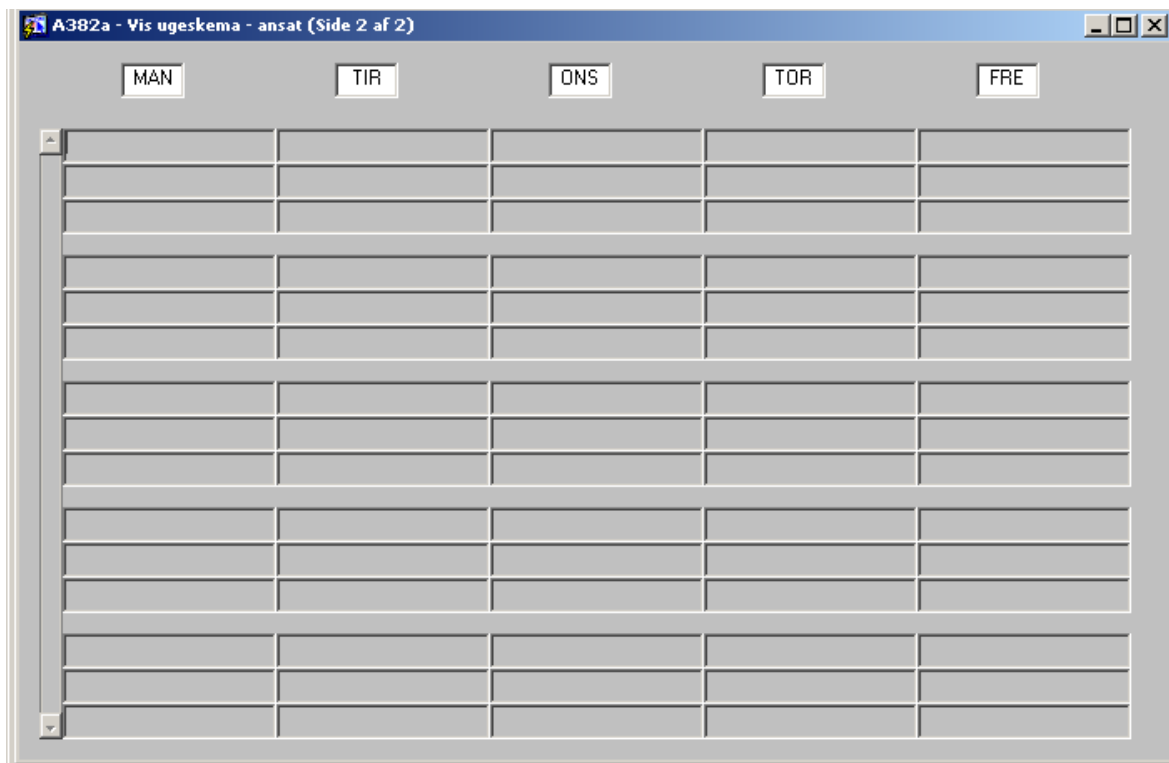 A382a - Vis ugeskema - ansat (Side 2 af 2)
MAN TIR ONS TOR FRE